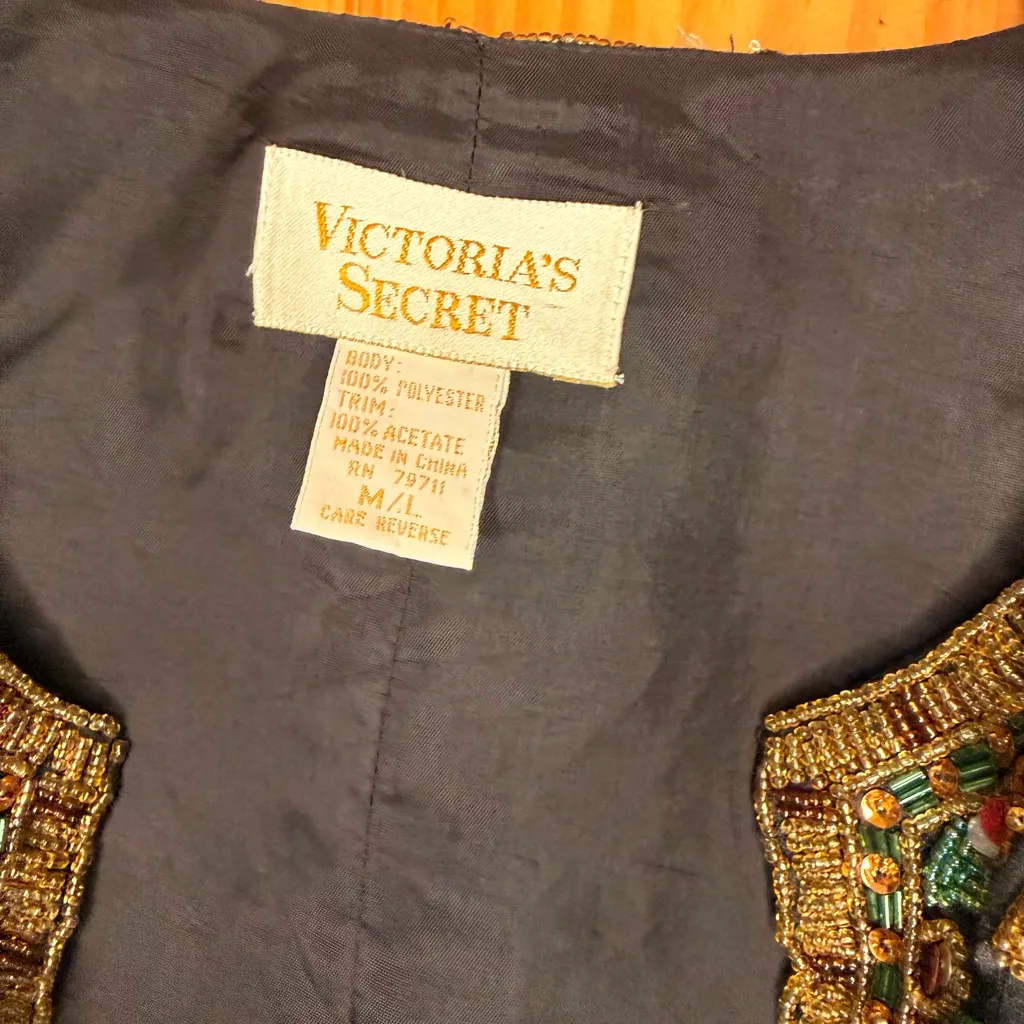 VICTORIA'S
SECRET
BODY:
100% POLYESTER
TRIM:
100% ACETATE
MADE IN CHINA
RN 79711
M/L
CARE REVERSE